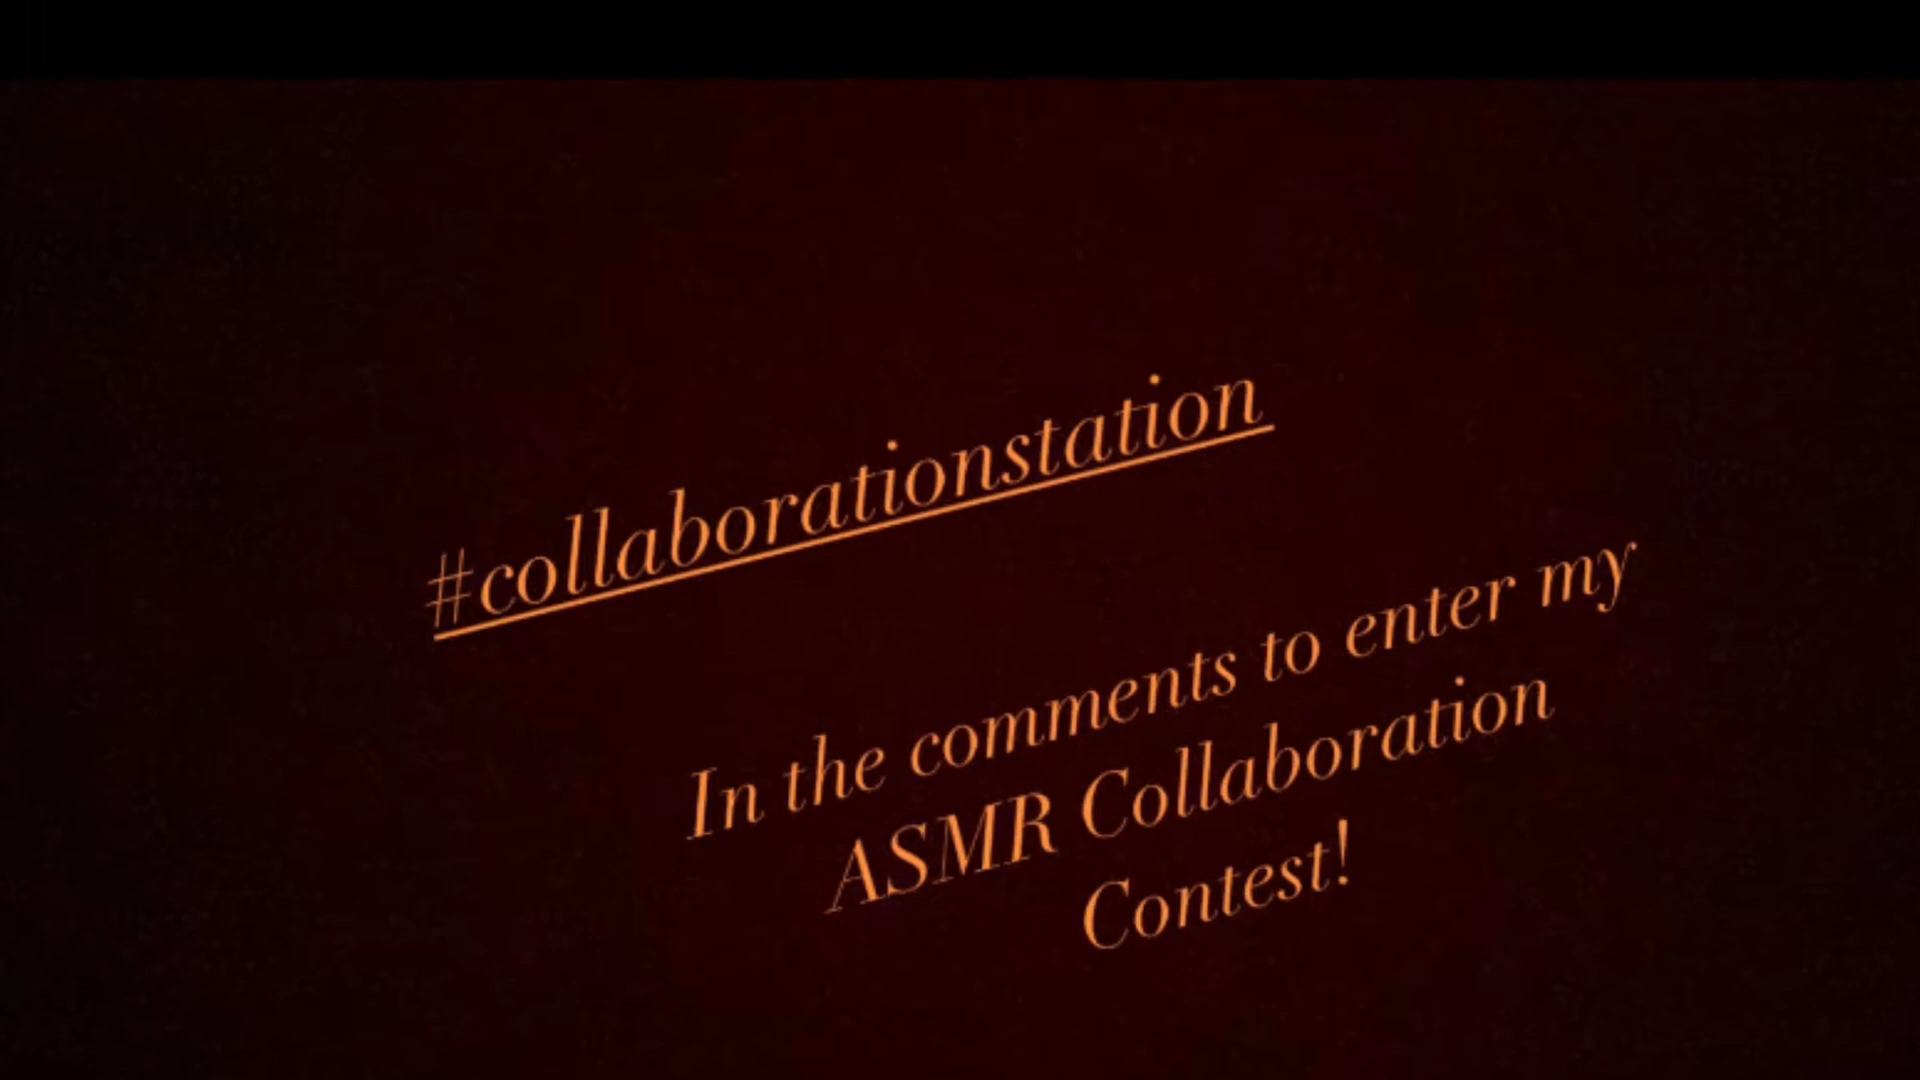 #collaborationstation
In the comments to enter my
ASMR Collaboration
Contest!